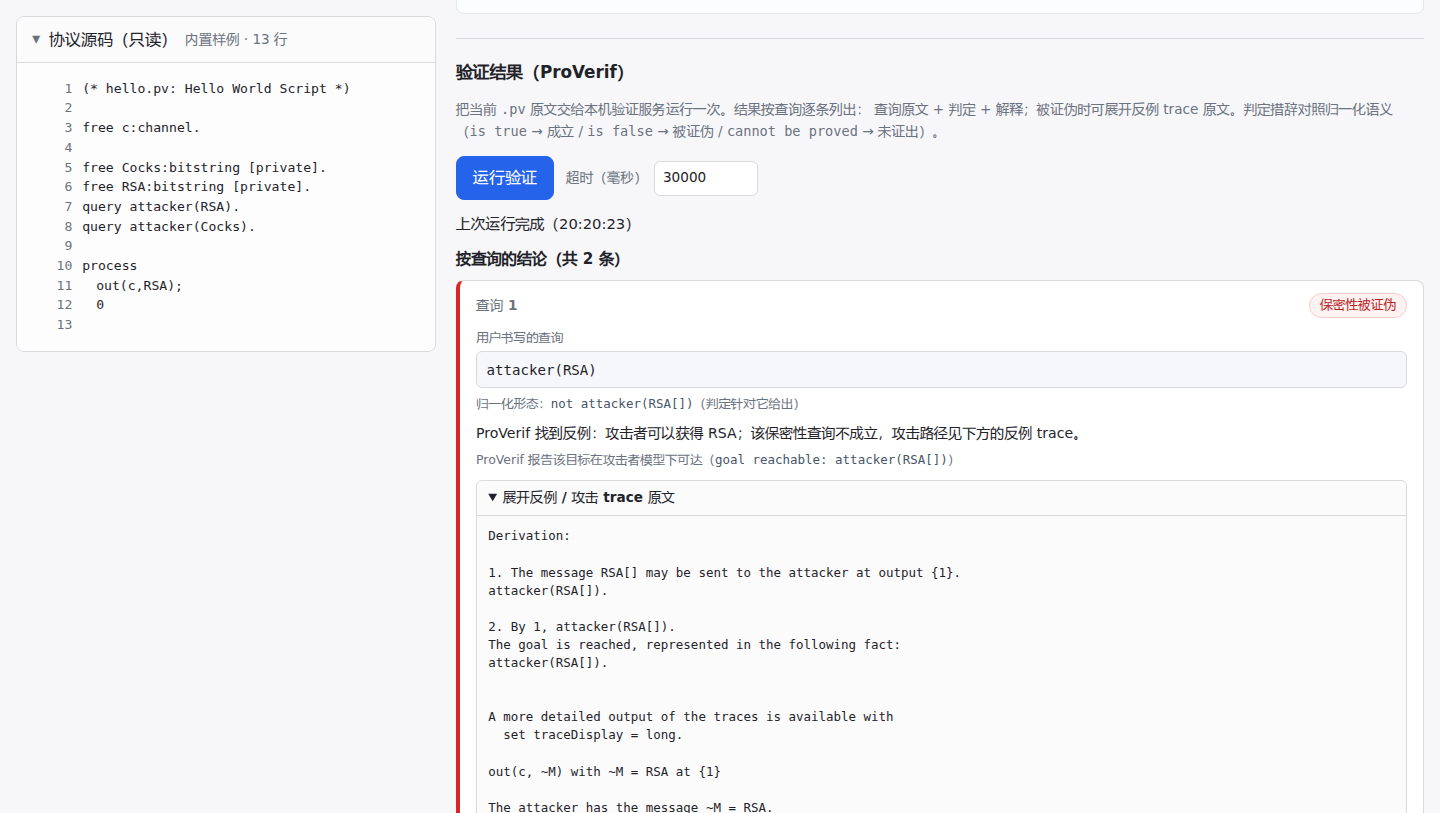 ▼ 协议源码（只读） 内置样例 · 13 行
1 (* hello.pv: Hello World Script *)
2
3 free c:channel.
4
5 free Cocks:bitstring [private].
6 free RSA:bitstring [private].
7 query attacker(RSA).
8 query attacker(Cocks).
9
10 process
11   out(c,RSA);
12   0
13
验证结果（ProVerif）
把当前 .pv 原文交给本机验证服务运行一次。结果按查询逐条列出： 查询原文 + 判定 + 解释；被证伪时可展开反例 trace 原文。判定措辞对照归一化语义
（is true → 成立 / is false → 被证伪 / cannot be proved → 未证出）。
运行验证 超时（毫秒） 30000
上次运行完成（20:20:23）
按查询的结论（共 2 条）
查询 1 保密性被证伪
用户书写的查询
attacker(RSA)
归一化形态：not attacker(RSA[])（判定针对它给出）
ProVerif 找到反例：攻击者可以获得 RSA；该保密性查询不成立，攻击路径见下方的反例 trace。
ProVerif 报告该目标在攻击者模型下可达（goal reachable: attacker(RSA[])）
▼ 展开反例 / 攻击 trace 原文
Derivation:
1. The message RSA[] may be sent to the attacker at output {1}.
attacker(RSA[]).
2. By 1, attacker(RSA[]).
The goal is reached, represented in the following fact:
attacker(RSA[]).
A more detailed output of the traces is available with
  set traceDisplay = long.
out(c, ~M) with ~M = RSA at {1}
The attacker has the message ~M = RSA.